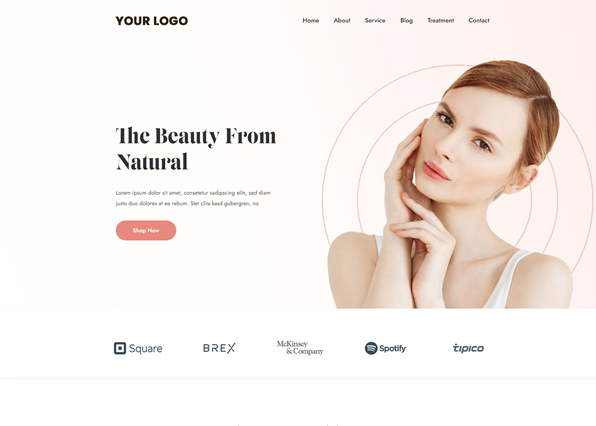 YOUR LOGO
Home About Service Blog Treatment Contact
The Beauty From
Natural
Lorem ipsum dolor sit amet, consetetur sadipscing elitr, sed diam
justo duo dolores et ea rebum. Stet clita kasd gubergren, no
Shop Now
Square
BREX
McKinsey
& Company
Spotify
tipico